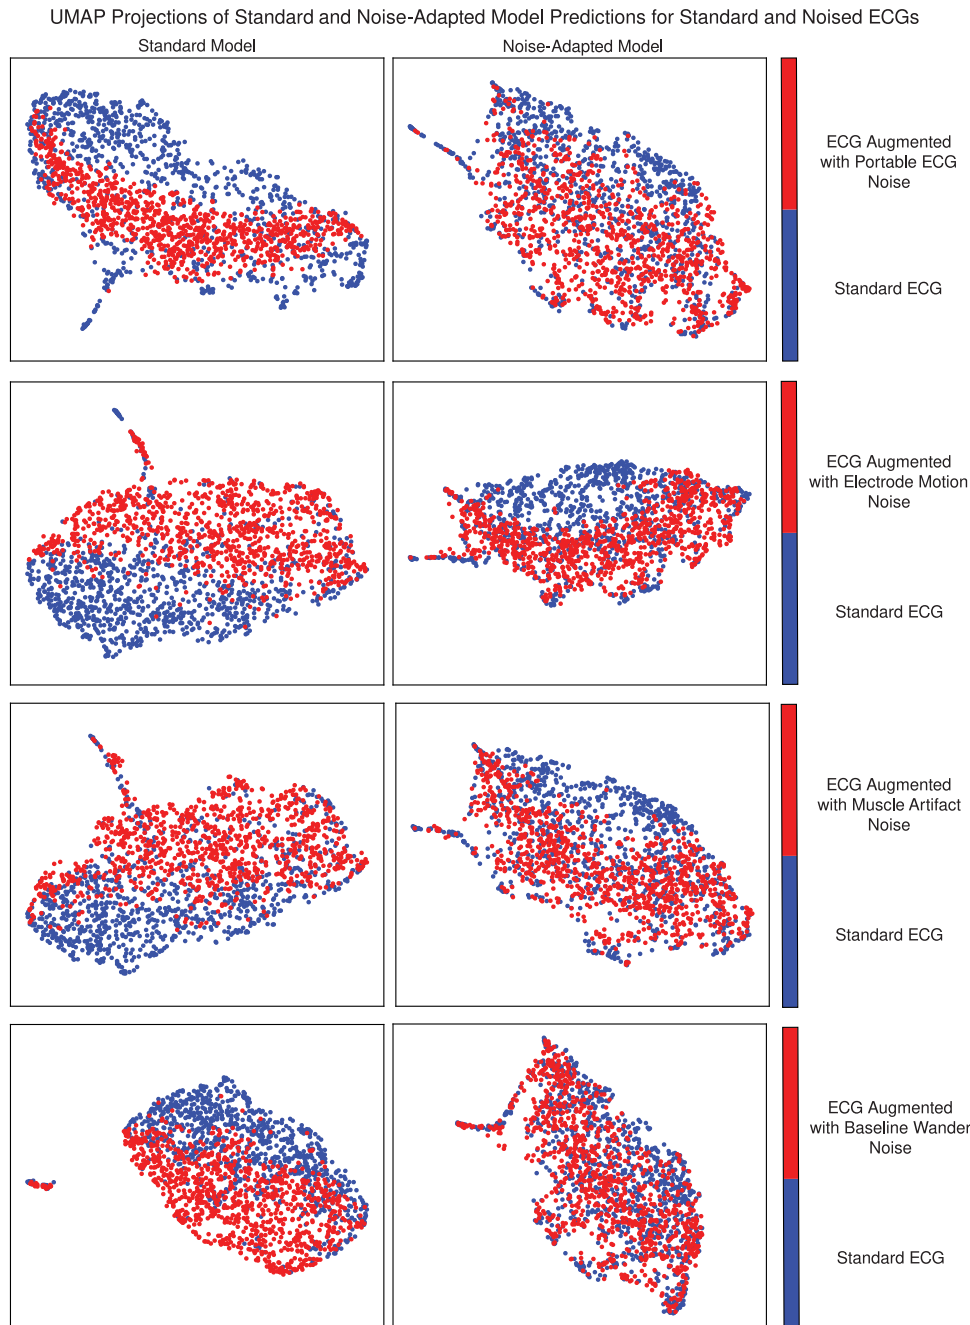 UMAP Projections of Standard and Noise-Adapted Model Predictions for Standard and Noised ECGs
Standard Model
Noise-Adapted Model
ECG Augmented
with Portable ECG
Noise
Standard ECG
ECG Augmented
with Electrode Motion
Noise
Standard ECG
ECG Augmented
with Muscle Artifact
Noise
Standard ECG
ECG Augmented
with Baseline Wander
Noise
Standard ECG